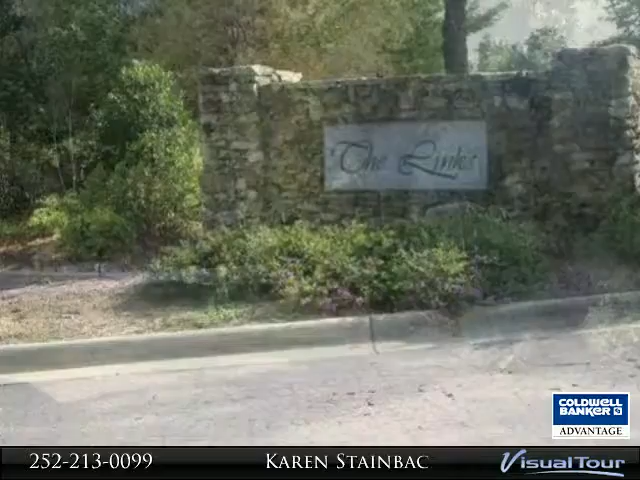 The Links
COLDWELL
BANKER
ADVANTAGE
252-213-0099
KAREN STAINBAC
VISUALTOUR